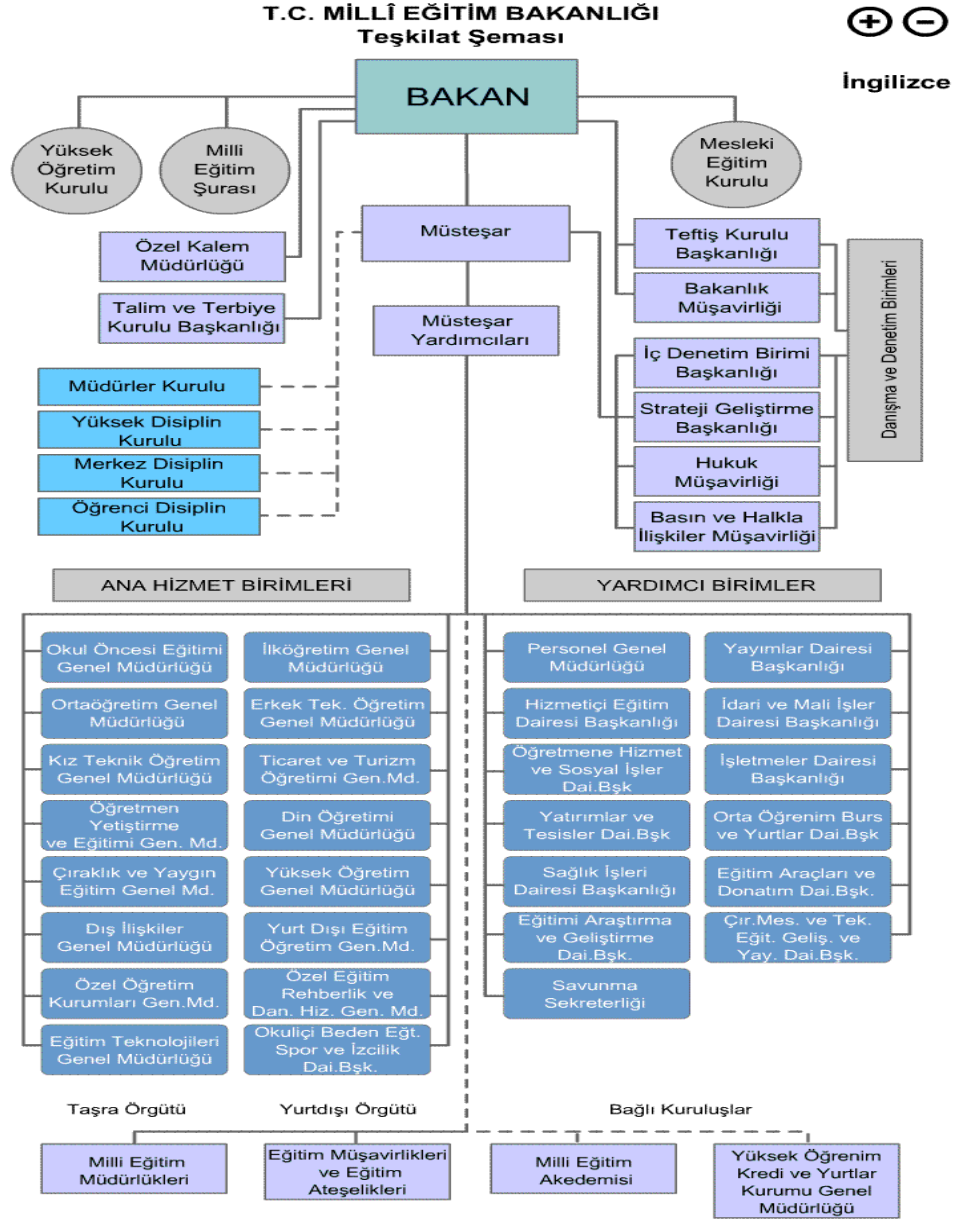 T.C. MİLLÎ EĞİTİM BAKANLIĞI
Teşkilat Şeması
İngilizce
BAKAN
Yüksek
Öğretim
Kurulu
Milli
Eğitim
Şurası
Mesleki
Eğitim
Kurulu
Özel Kalem
Müdürlüğü
Talim ve Terbiye
Kurulu Başkanlığı
Müsteşar
Müsteşar
Yardımcıları
Teftiş Kurulu
Başkanlığı
Bakanlık
Müşavirliği
İç Denetim Birimi
Başkanlığı
Strateji Geliştirme
Başkanlığı
Hukuk
Müşavirliği
Basın ve Halkla
İlişkiler Müşavirliği
Danışma ve Denetim Birimleri
Müdürler Kurulu
Yüksek Disiplin
Kurulu
Merkez Disiplin
Kurulu
Öğrenci Disiplin
Kurulu
ANA HİZMET BİRİMLERİ
Okul Öncesi Eğitimi
Genel Müdürlüğü
İlköğretim Genel
Müdürlüğü
Ortaöğretim Genel
Müdürlüğü
Erkek Tek. Öğretim
Genel Müdürlüğü
Kız Teknik Öğretim
Genel Müdürlüğü
Ticaret ve Turizm
Öğretimi Gen.Md.
Öğretmen
Yetiştirme
ve Eğitimi Gen. Md.
Din Öğretimi
Genel Müdürlüğü
Çıraklık ve Yaygın
Eğitim Genel Md.
Yüksek Öğretim
Genel Müdürlüğü
Dış İlişkiler
Genel Müdürlüğü
Yurt Dışı Eğitim
Öğretim Gen.Md.
Özel Öğretim
Kurumları Gen.Md.
Özel Eğitim
Rehberlik ve
Dan. Hiz. Gen. Md.
Eğitim Teknolojileri
Genel Müdürlüğü
Okuliçi Beden Eğt.
Spor ve İzcilik
Dai.Bşk.
YARDIMCI BİRİMLER
Personel Genel
Müdürlüğü
Yayımlar Dairesi
Başkanlığı
Hizmetiçi Eğitim
Dairesi Başkanlığı
İdari ve Mali İşler
Dairesi Başkanlığı
Öğretmene Hizmet
ve Sosyal İşler
Dai.Bşk
İşletmeler Dairesi
Başkanlığı
Yatırımlar ve
Tesisler Dai.Bşk
Orta Öğrenim Burs
ve Yurtlar Dai.Bşk
Sağlık İşleri
Dairesi Başkanlığı
Eğitim Araçları ve
Donatım Dai.Bşk.
Eğitimi Araştırma
ve Geliştirme
Dai.Bşk.
Çır.Mes. ve Tek.
Eğit. Geliş. ve
Yay. Dai.Bşk.
Savunma
Sekreterliği
Taşra Örgütü
Yurtdışı Örgütü
Bağlı Kuruluşlar
Milli Eğitim
Müdürlükleri
Eğitim Müşavirlikleri
ve Eğitim
Ateşelikleri
Milli Eğitim
Akedemisi
Yüksek Öğrenim
Kredi ve Yurtlar
Kurumu Genel
Müdürlüğü